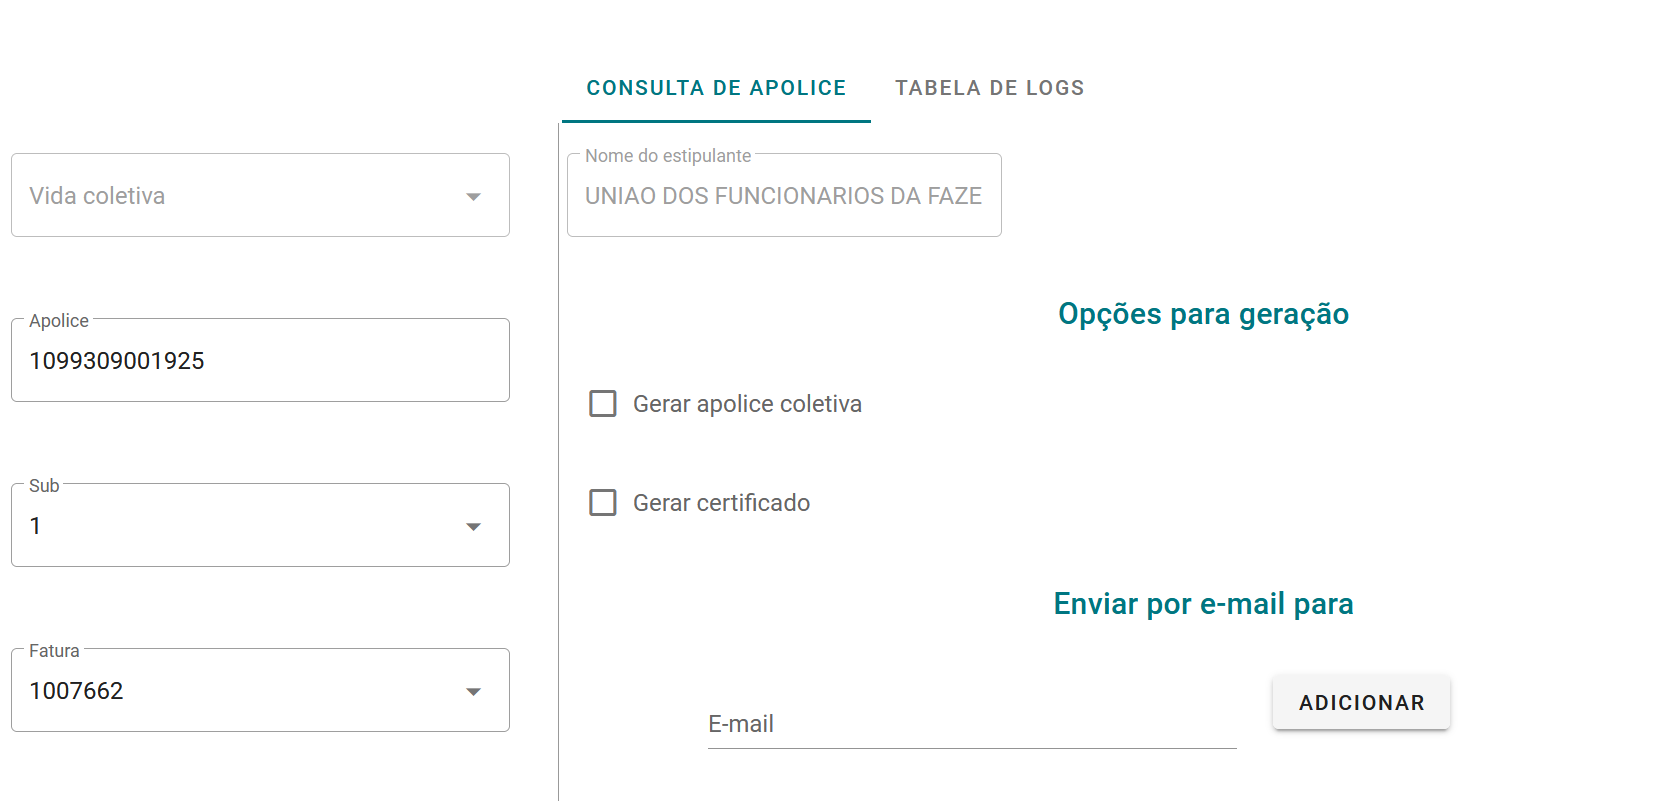 CONSULTA DE APOLICE
TABELA DE LOGS
Vida coletiva
Nome do estipulante
UNIAO DOS FUNCIONARIOS DA FAZE
Apolice
1099309001925
Opções para geração
Gerar apolice coletiva
Sub
1
Gerar certificado
Enviar por e-mail para
Fatura
1007662
E-mail
ADICIONAR